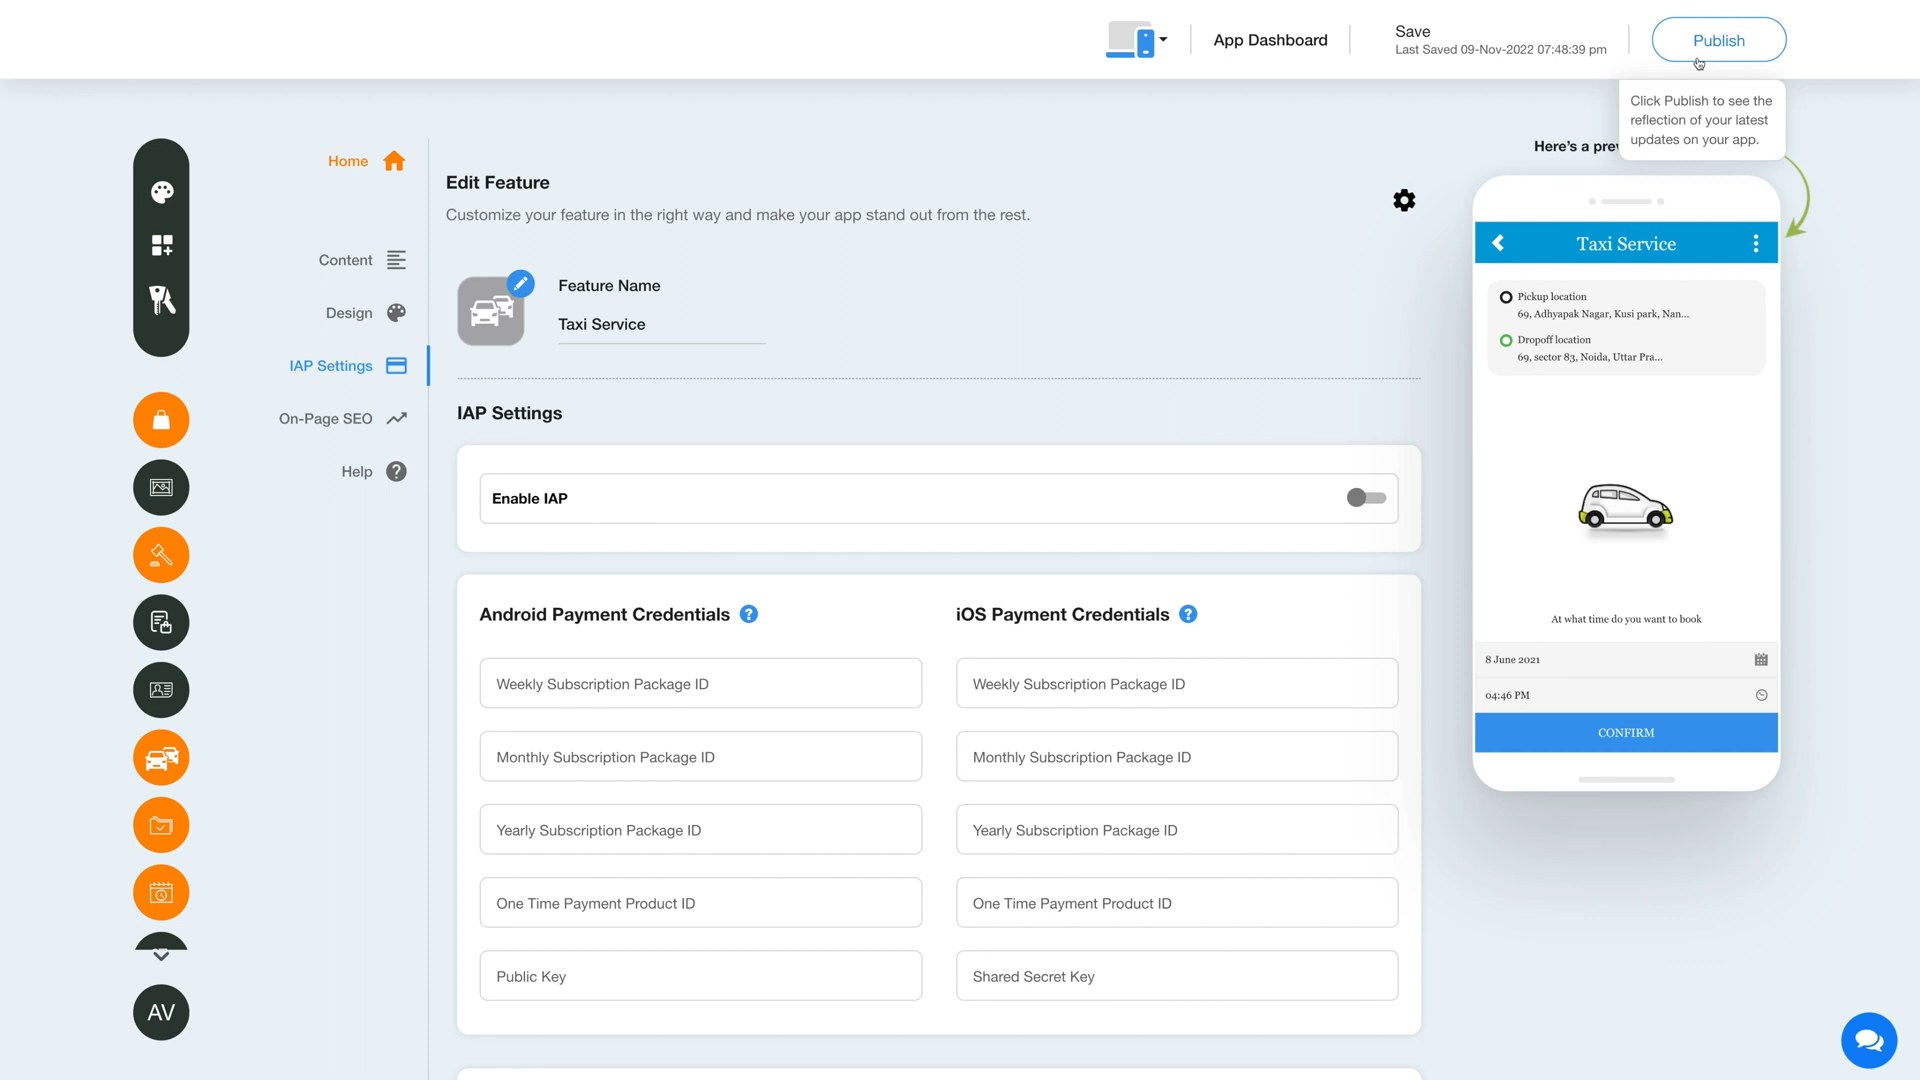 App Dashboard
Save
Last Saved 09-Nov-2022 07:48:39 pm
Publish
Click Publish to see the
reflection of your latest
updates on your app.
Home
Content
Design
IAP Settings
On-Page SEO
Help
AV
Edit Feature
Customize your feature in the right way and make your app stand out from the rest.
Feature Name
Taxi Service
IAP Settings
Enable IAP
Android Payment Credentials ?
Weekly Subscription Package ID
Monthly Subscription Package ID
Yearly Subscription Package ID
One Time Payment Product ID
Public Key
iOS Payment Credentials ?
Weekly Subscription Package ID
Monthly Subscription Package ID
Yearly Subscription Package ID
One Time Payment Product ID
Shared Secret Key
Here's a
Taxi Service
Pickup location
69, Adhyapak Nagar, Kusi park, Nan...
Dropoff location
69, sector 83, Noida, Uttar Pra...
At what time do you want to book
8 June 2021
04:46 PM
CONFIRM